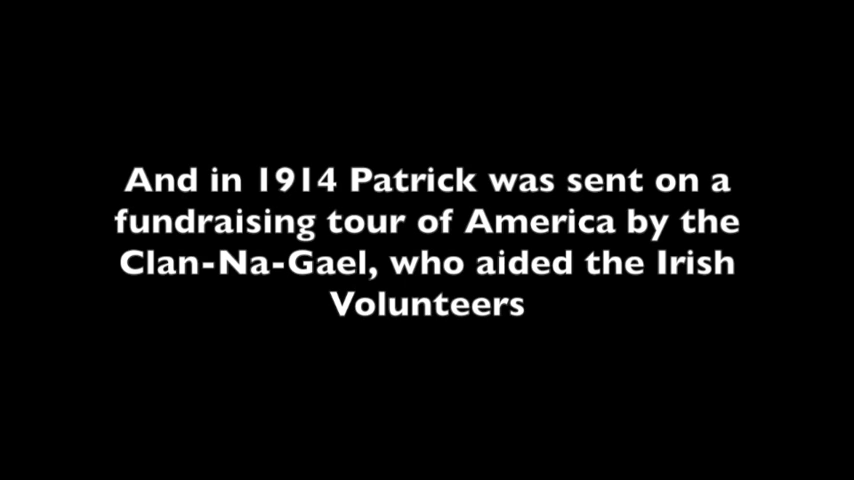 And in 1914 Patrick was sent on a
fundraising tour of America by the
Clan-Na-Gael, who aided the Irish
Volunteers